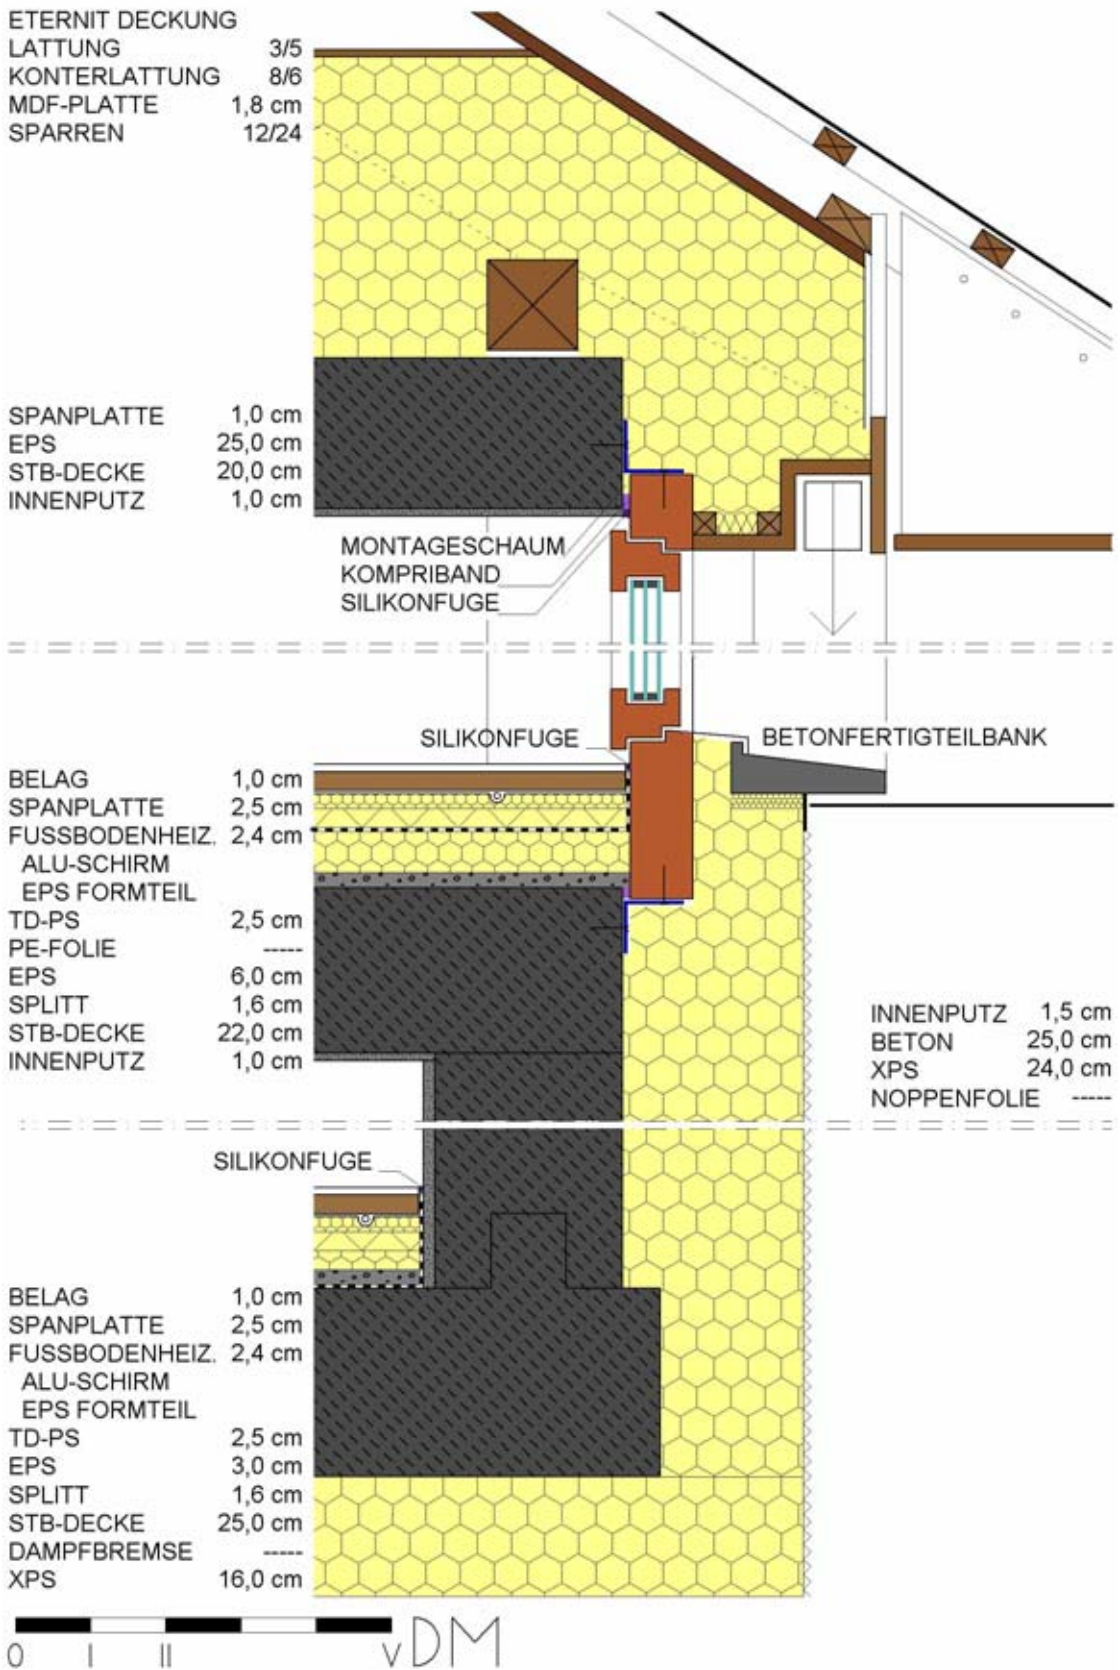 ETERNIT DECKUNG
LATTUNG 3/5
KONTERLATTUNG 8/6
MDF-PLATTE 1,8 cm
SPARREN 12/24
SPANPLATTE 1,0 cm
EPS 25,0 cm
STB-DECKE 20,0 cm
INNENPUTZ 1,0 cm
MONTAGESCHAUM
KOMPRIBAND
SILIKONFUGE
SILIKONFUGE
BETONFERTIGTEILBANK
BELAG 1,0 cm
SPANPLATTE 2,5 cm
FUSSBODENHEIZ. 2,4 cm
ALU-SCHIRM
EPS FORMTEIL
TD-PS 2,5 cm
PE-FOLIE -----
EPS 6,0 cm
SPLITT 1,6 cm
STB-DECKE 22,0 cm
INNENPUTZ 1,0 cm
INNENPUTZ 1,5 cm
BETON 25,0 cm
XPS 24,0 cm
NOPPENFOLIE -----
SILIKONFUGE
BELAG 1,0 cm
SPANPLATTE 2,5 cm
FUSSBODENHEIZ. 2,4 cm
ALU-SCHIRM
EPS FORMTEIL
TD-PS 2,5 cm
EPS 3,0 cm
SPLITT 1,6 cm
STB-DECKE 25,0 cm
DAMPFBREMSE -----
XPS 16,0 cm
0 I II V DM